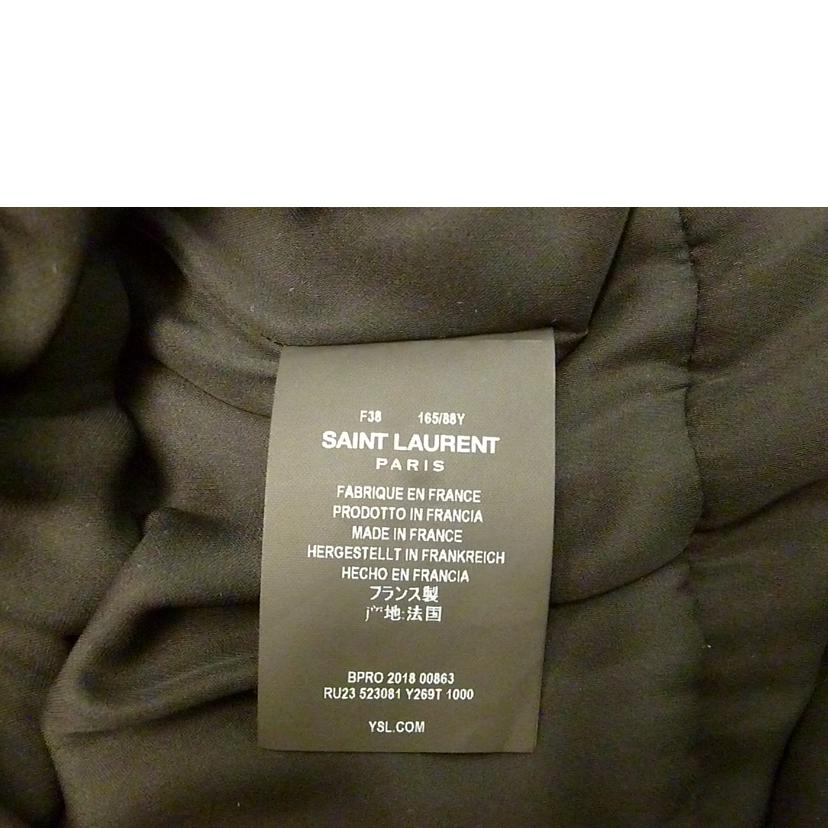 F38 165/88Y
SAINT LAURENT
PARIS
FABRIQUE EN FRANCE
PRODOTTO IN FRANCIA
MADE IN FRANCE
HERGESTELLT IN FRANKREICH
HECHO EN FRANCIA
フランス製
地:法国
BPRO 2018 00863
RU23 523081 Y269T 1000
YSL.COM